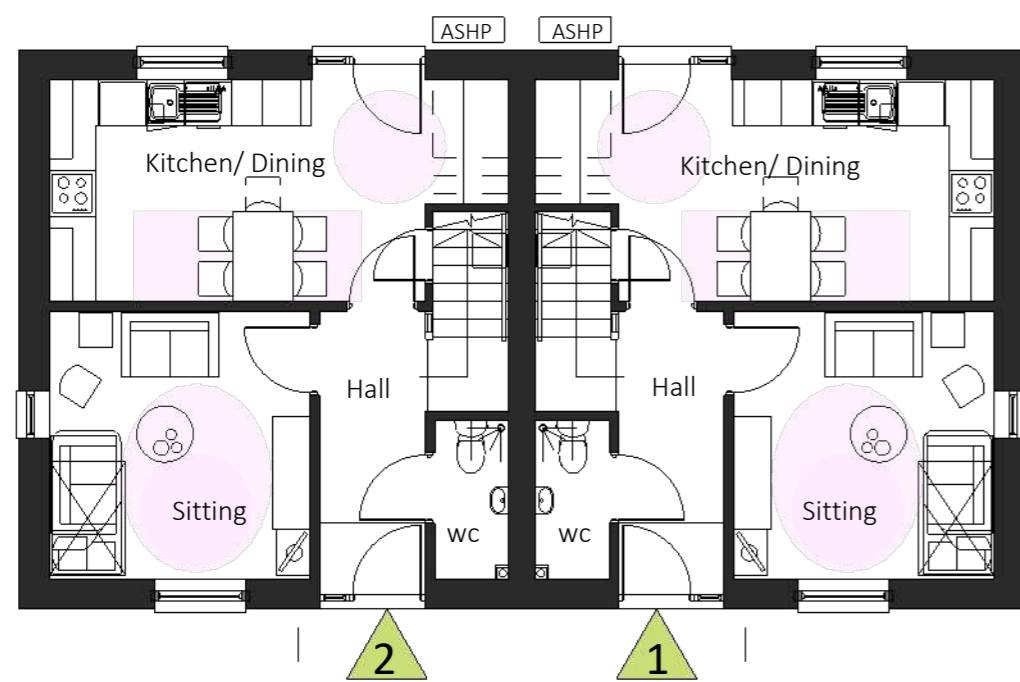 ASHP
ASHP
Kitchen/ Dining
Kitchen/ Dining
Hall
Hall
Sitting
Sitting
wc
wc
2
1